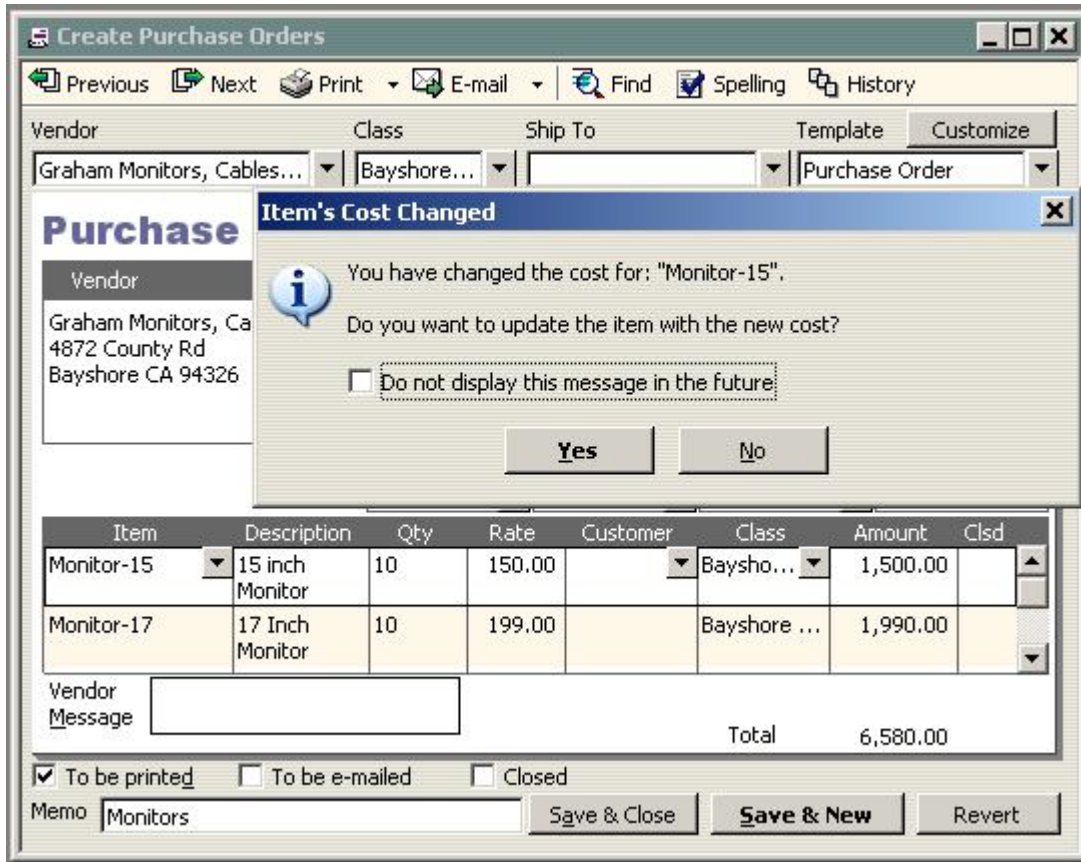 Create Purchase Orders
Previous Next Print E-mail Find Spelling History
Vendor Class Ship To Template Customize
Graham Monitors, Cables... Bayshore... Purchase Order
Item's Cost Changed
Purchase
You have changed the cost for: "Monitor-15".
Vendor
Do you want to update the item with the new cost?
Graham Monitors, Ca
4872 County Rd
Bayshore CA 94326
Do not display this message in the future
Yes No
Item Description Qty Rate Customer Class Amount Clsd
Monitor-15 15 inch 10 150.00 Baysho... 1,500.00
Monitor
Monitor-17 17 Inch 10 199.00 Bayshore ... 1,990.00
Monitor
Vendor
Message
Total 6,580.00
To be printed To be e-mailed Closed
Memo Monitors Save & Close Save & New Revert